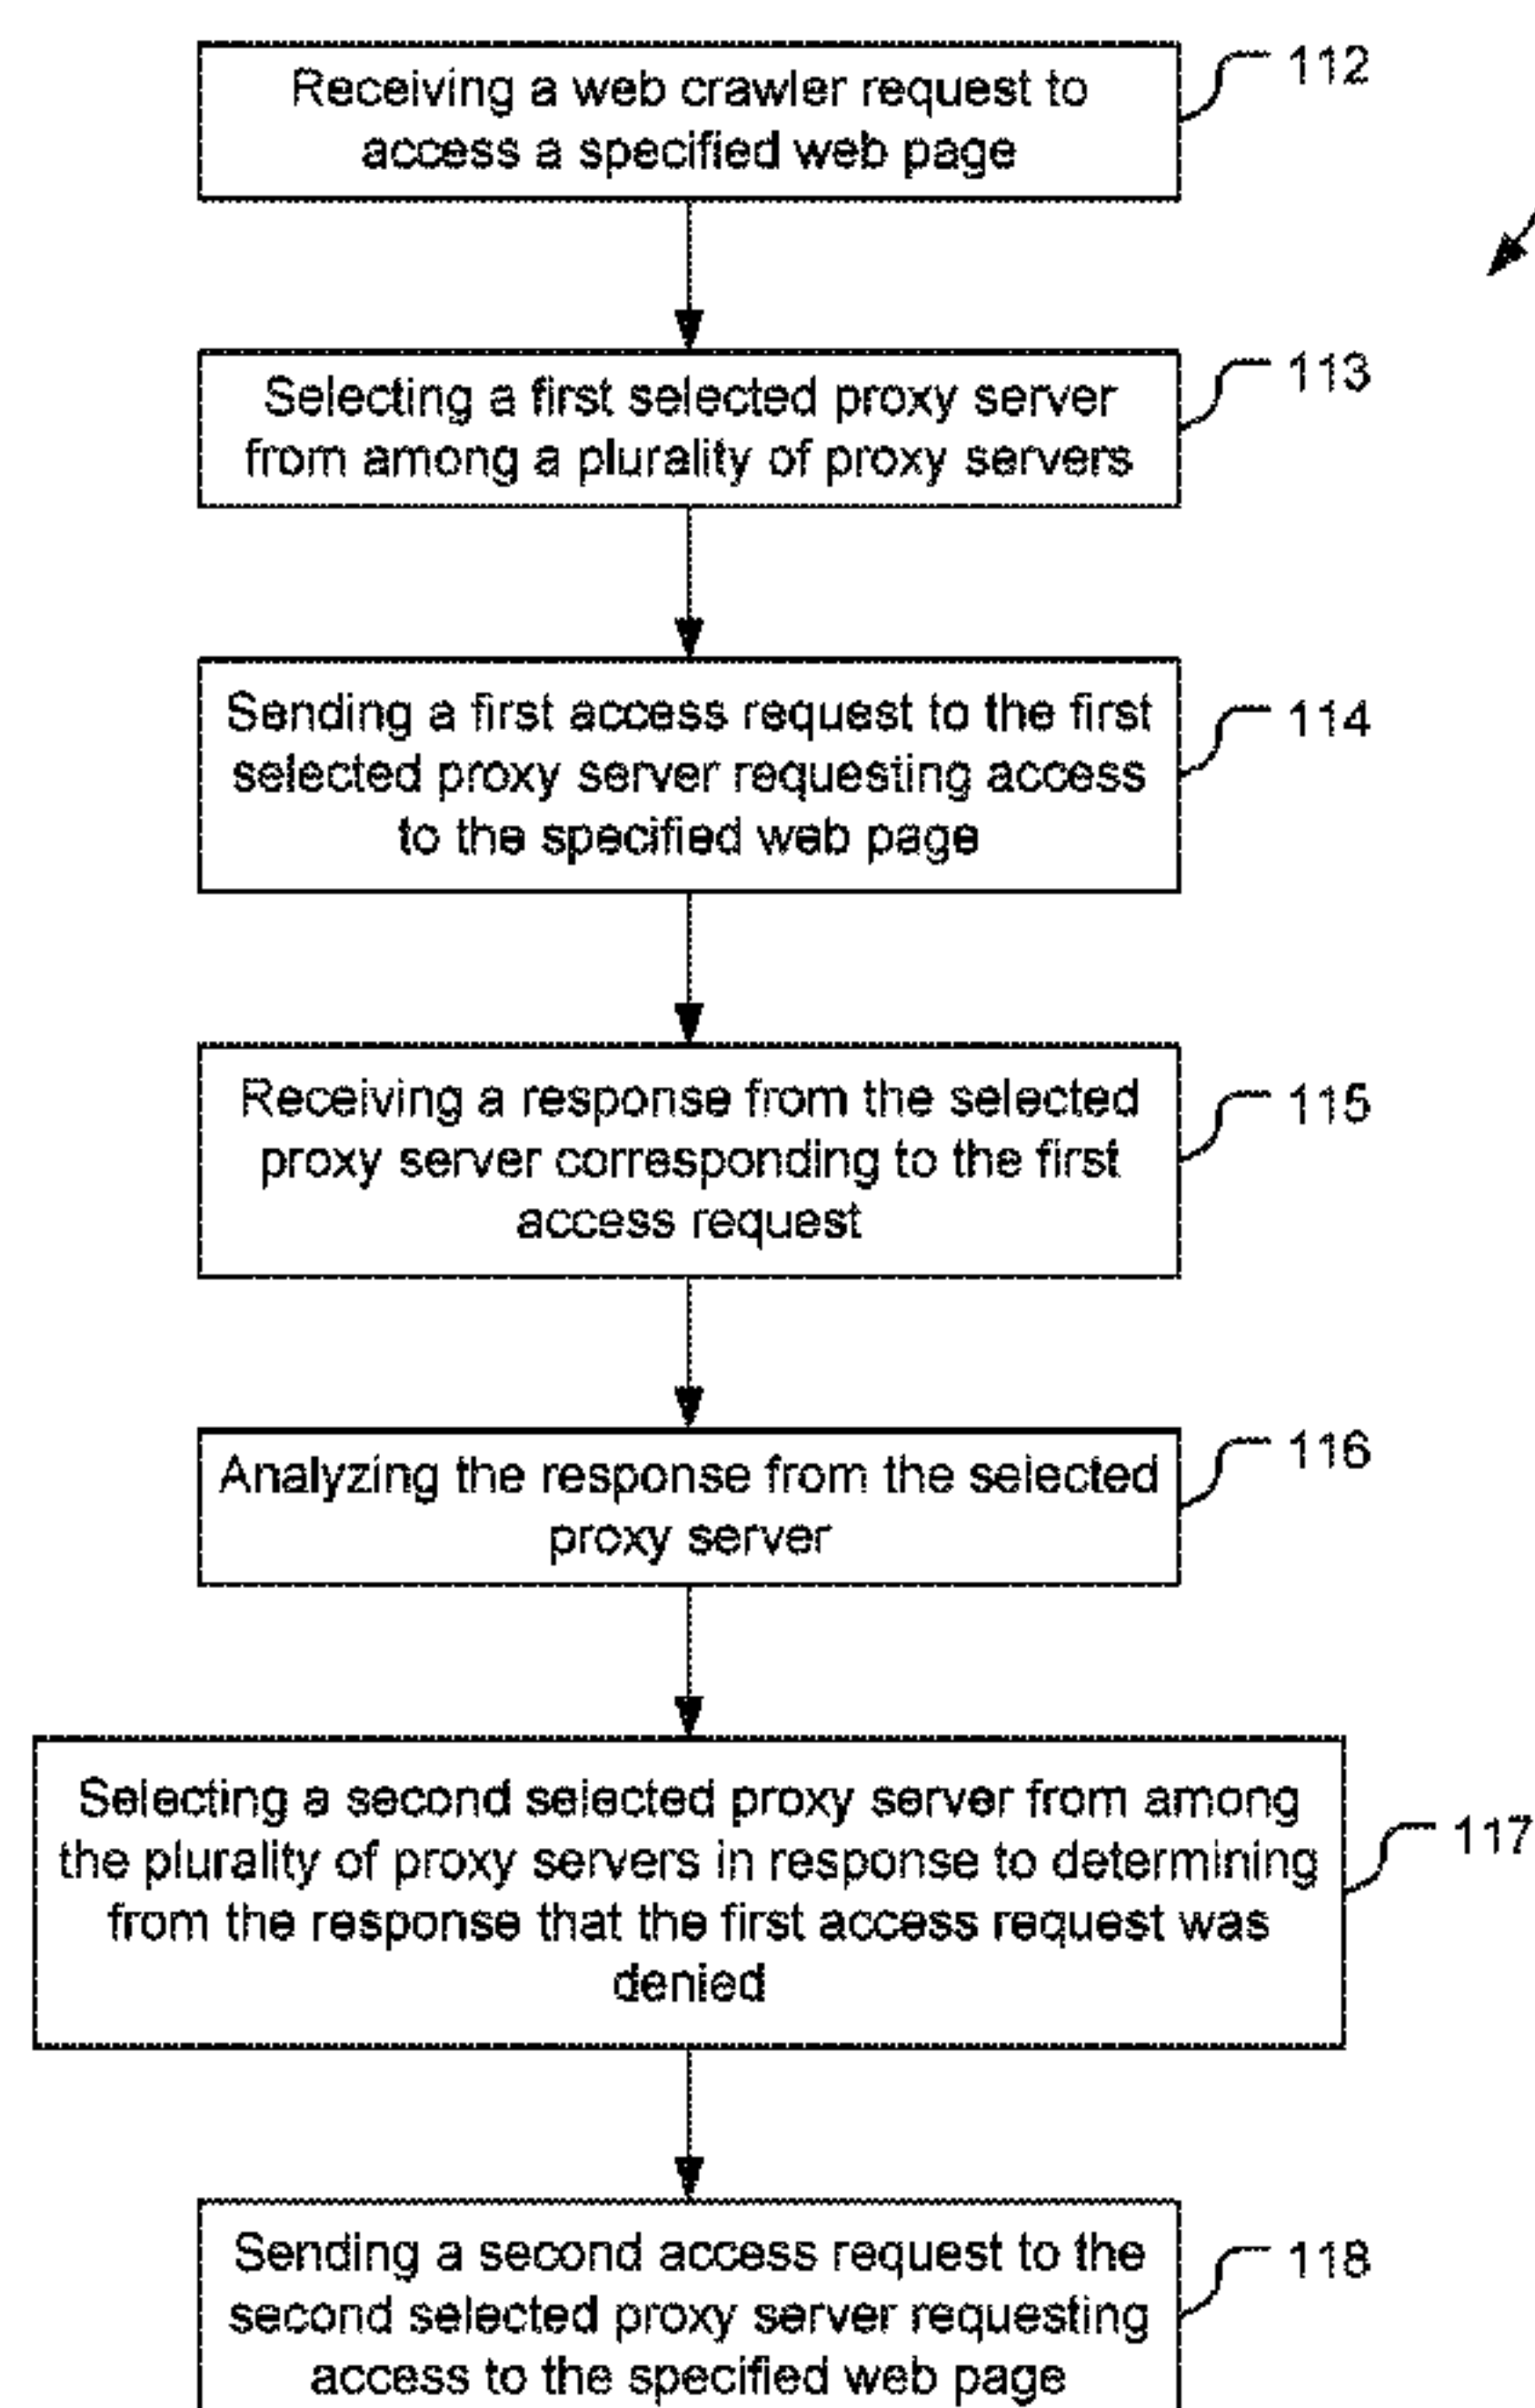 Receiving a web crawler request to
access a specified web page
112
Selecting a first selected proxy server
from among a plurality of proxy servers
113
Sending a first access request to the first
selected proxy server requesting access
to the specified web page
114
Receiving a response from the selected
proxy server corresponding to the first
access request
115
Analyzing the response from the selected
proxy server
116
Selecting a second selected proxy server from among
the plurality of proxy servers in response to determining
from the response that the first access request was
denied
117
Sending a second access request to the
second selected proxy server requesting
access to the specified web page
118